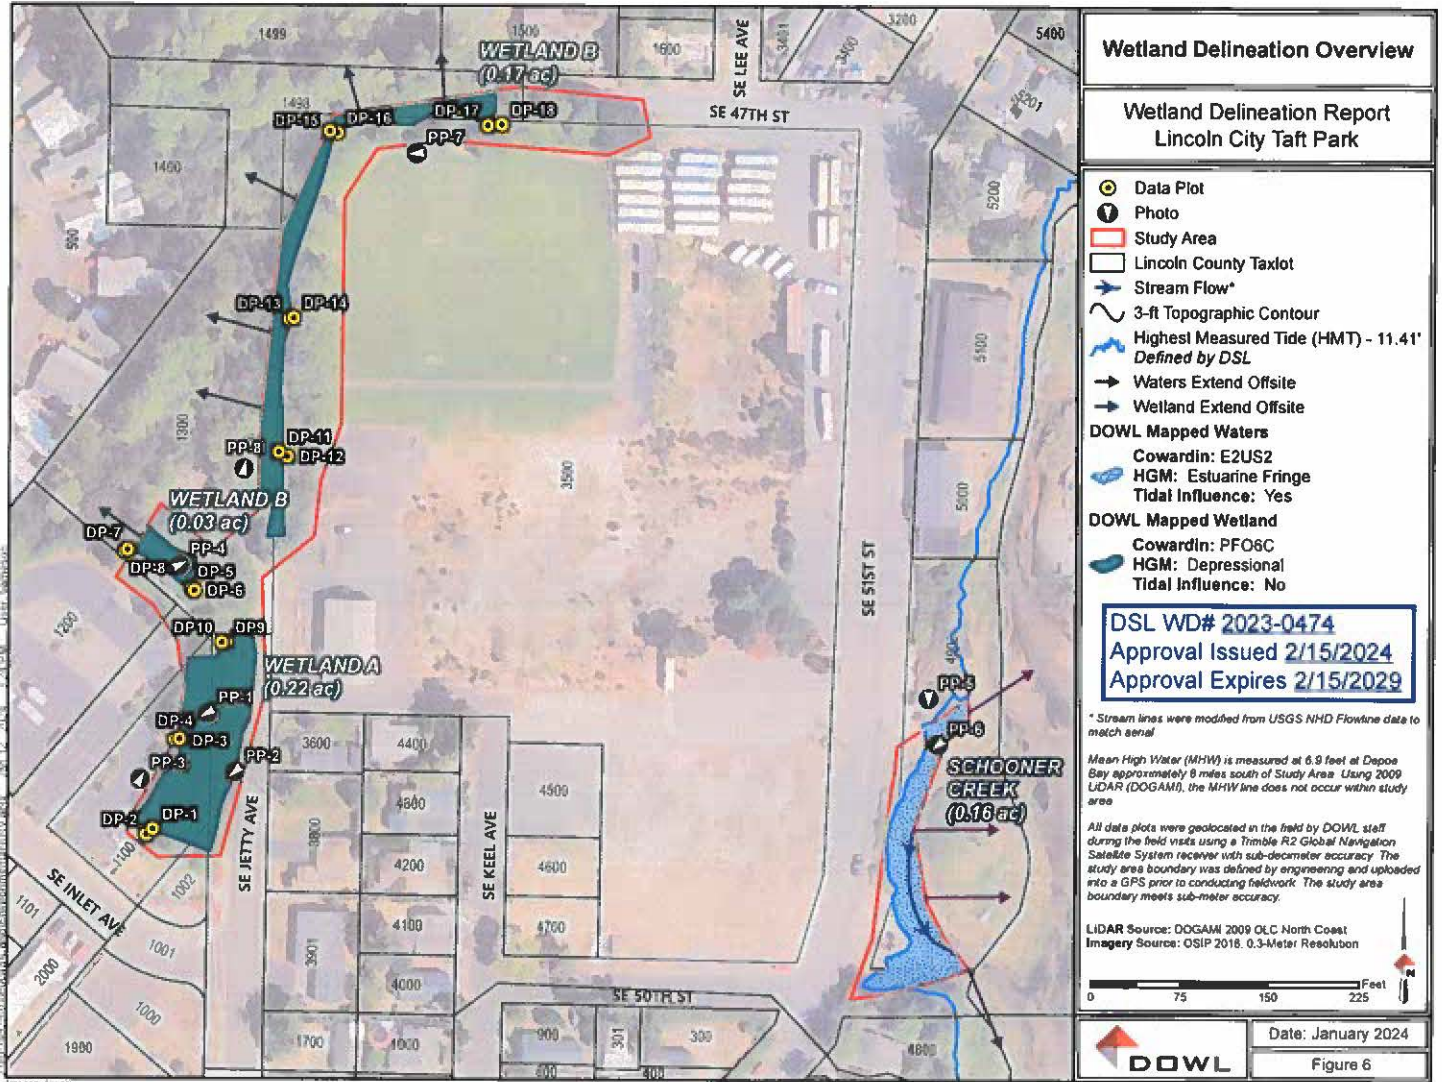 Wetland Delineation Overview
Wetland Delineation Report
Lincoln City Taft Park
Data Plot
Photo
Study Area
Lincoln County Taxlot
Stream Flow*
3-ft Topographic Contour
Highest Measured Tide (HMT) - 11.41'
Defined by DSL
Waters Extend Offsite
Wetland Extend Offsite
DOWL Mapped Waters
Cowardin: E2US2
HGM: Estuarine Fringe
Tidal Influence: Yes
DOWL Mapped Wetland
Cowardin: PFO6C
HGM: Depressional
Tidal Influence: No
DSL WD# 2023-0474
Approval Issued 2/15/2024
Approval Expires 2/15/2029
* Stream lines were modified from USGS NHD Flowline data to
match aerial
Mean High Water (MHW) is measured at 6.9 feet at Depoe
Bay approximately 8 miles south of Study Area. Using 2009
LiDAR (DOGAMI), the MHW line does not occur within study
area
All data plots were geolocated in the field by DOWL staff
during the field visits using a Trimble R2 Global Navigation
Satellite System receiver with sub-decimeter accuracy. The
study area boundary was defined by engineering and uploaded
into a GPS prior to conducting fieldwork. The study area
boundary meets sub-meter accuracy.
LiDAR Source: DOGAMI 2009 OLC North Coast
Imagery Source: OSIP 2018. 0.3-Meter Resolution
N
Feet
0 75 150 225
DOWL
Date: January 2024
Figure 6
1499
1500
1600
3401
3200
3400
5400
5201
WETLAND B
(0.17 ac)
SE LEE AVE
SE 47TH ST
1498
DP-15
DP-16
DP-17
DP-18
PP-7
1400
500
5200
DP-13
DP-14
5100
1300
DP-11
PP-8
DP-12
3500
5000
WETLAND B
(0.03 ac)
DP-7
PP-4
DP-8
DP-5
DP-6
SE 51ST ST
1200
DP10
DP9
WETLAND A
(0.22 ac)
4900
PP-5
PP-1
DP-4
DP-3
PP-3
PP-2
PP-6
SCHOONER
CREEK
(0.16 ac)
3600
4400
4500
DP-2
DP-1
1100
SE JETTY AVE
3800
SE KEEL AVE
4200
4600
1002
SE INLET AVE
1101
1001
4100
4700
3901
2000
4000
1000
SE 50TH ST
1900
1700
900
301
300
4800